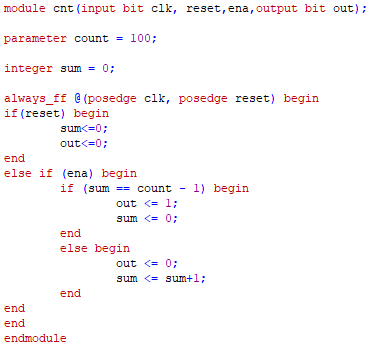 module cnt(input bit clk, reset,ena,output bit out);
parameter count = 100;
integer sum = 0;
always_ff @(posedge clk, posedge reset) begin
if(reset) begin
sum<=0;
out<=0;
end
else if (ena) begin
if (sum == count - 1) begin
out <= 1;
sum <= 0;
end
else begin
out <= 0;
sum <= sum+1;
end
end
end
endmodule